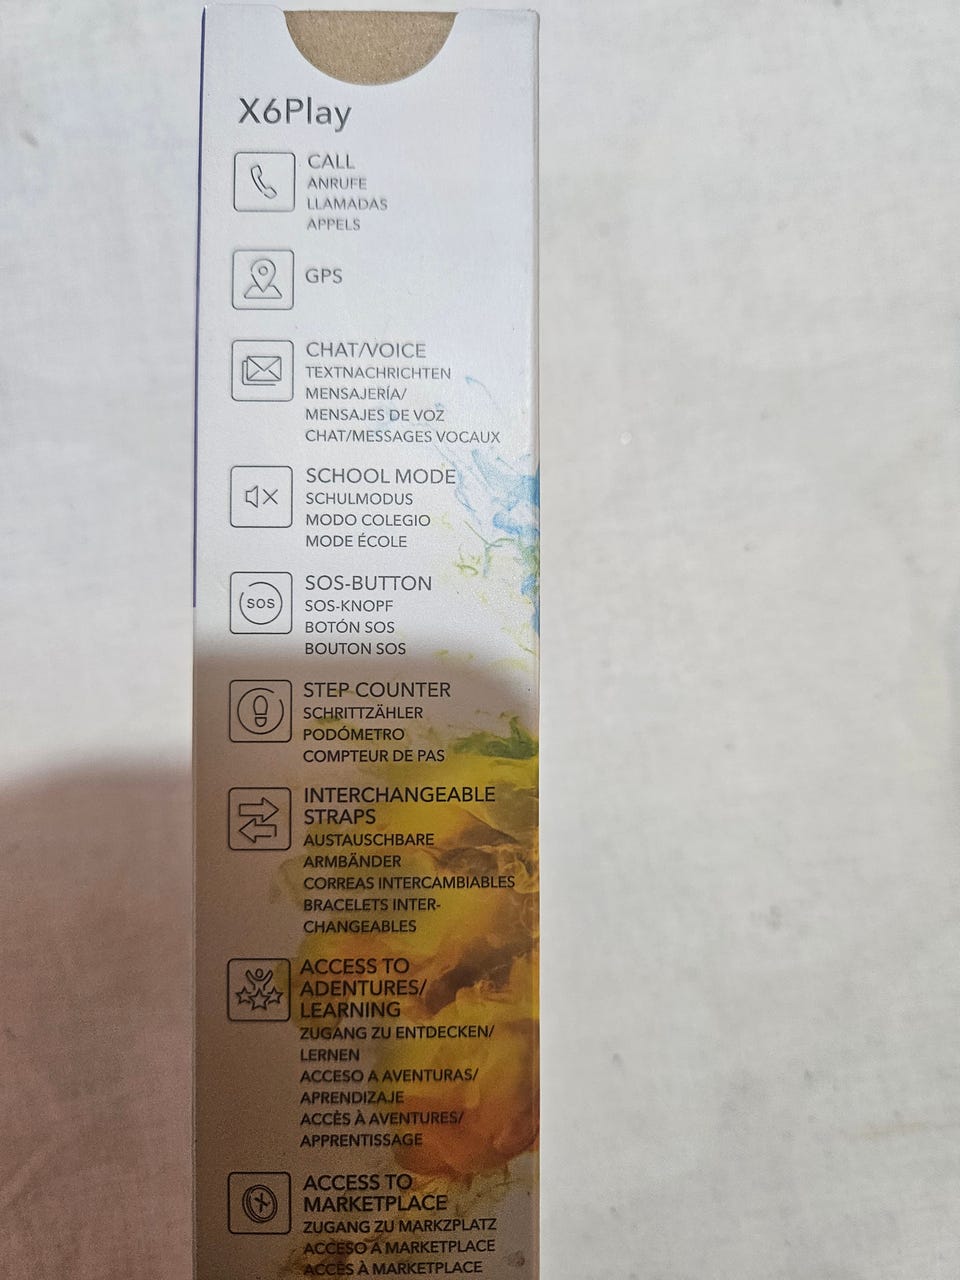 X6Play
CALL
ANRUFE
LLAMADAS
APPELS
GPS
CHAT/VOICE
TEXTNACHRICHTEN
MENSAJERÍA/
MENSAJES DE VOZ
CHAT/MESSAGES VOCAUX
SCHOOL MODE
SCHULMODUS
MODO COLEGIO
MODE ÉCOLE
SOS
SOS-BUTTON
SOS-KNOPF
BOTÓN SOS
BOUTON SOS
STEP COUNTER
SCHRITTZÄHLER
PODÓMETRO
COMPTEUR DE PAS
INTERCHANGEABLE
STRAPS
AUSTAUSCHBARE
ARMBÄNDER
CORREAS INTERCAMBIABLES
BRACELETS INTER-
CHANGEABLES
ACCESS TO
ADENTURES/
LEARNING
ZUGANG ZU ENTDECKEN/
LERNEN
ACCESO A AVENTURAS/
APRENDIZAJE
ACCÈS À AVENTURES/
APPRENTISSAGE
ACCESS TO
MARKETPLACE
ZUGANG ZU MARKZPLATZ
ACCESO A MARKETPLACE
ACCÈS À MARKETPLACE